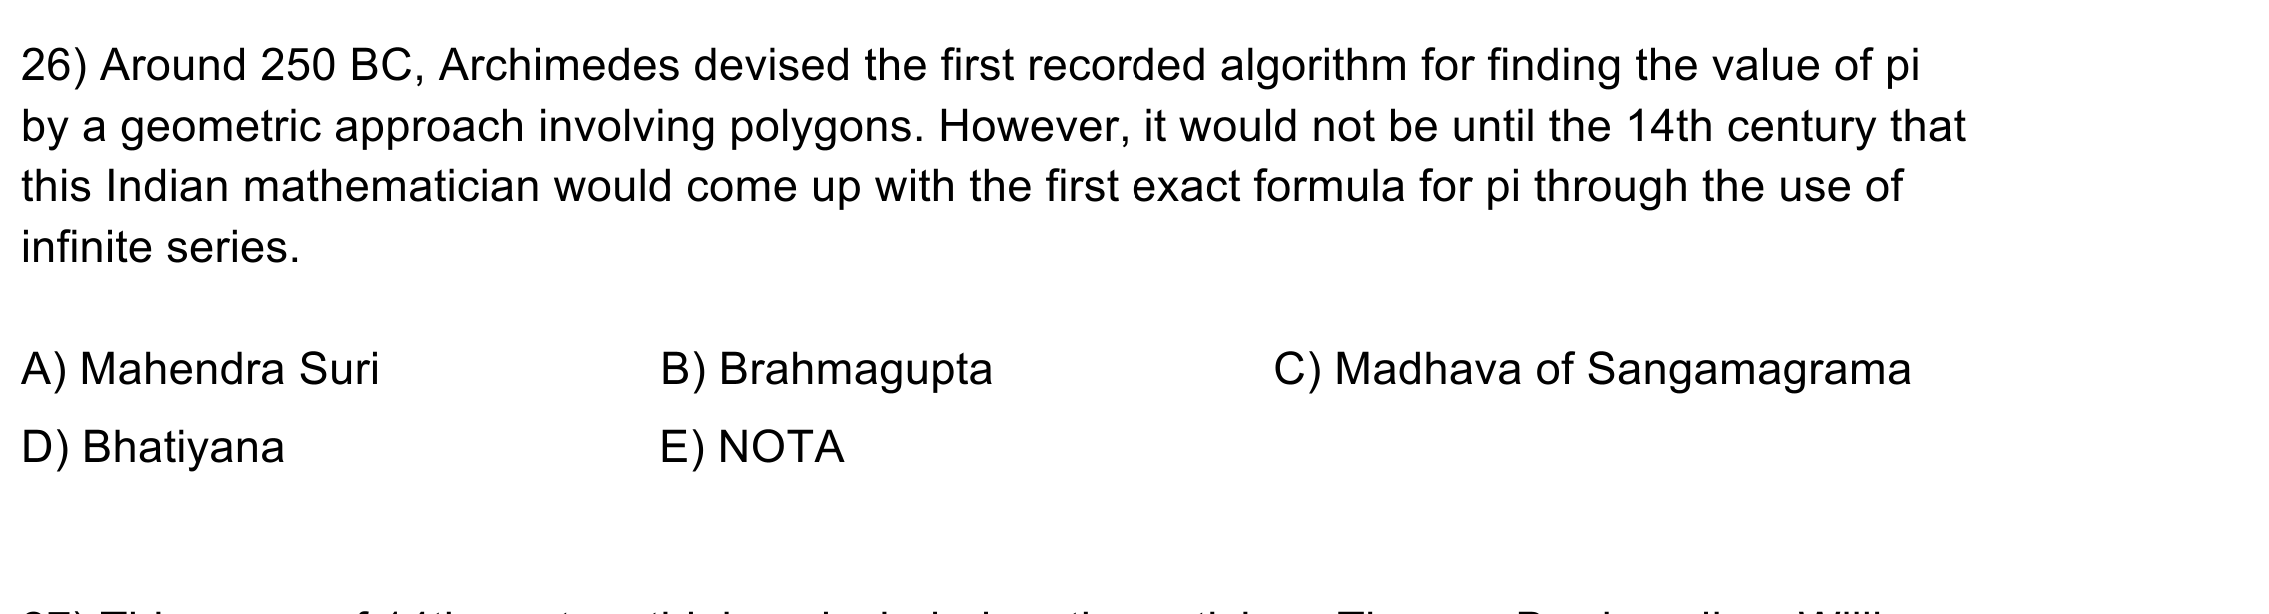 26) Around 250 BC, Archimedes devised the first recorded algorithm for finding the value of pi
by a geometric approach involving polygons. However, it would not be until the 14th century that
this Indian mathematician would come up with the first exact formula for pi through the use of
infinite series.
A) Mahendra Suri B) Brahmagupta C) Madhava of Sangamagrama
D) Bhatiyana E) NOTA